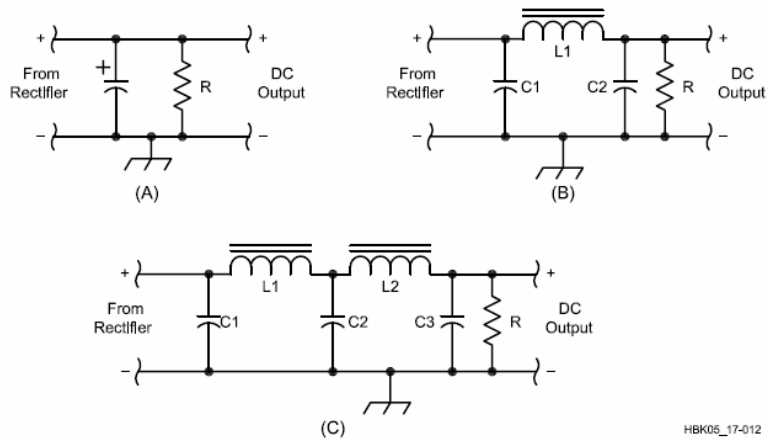 +
+
+
From
Rectifier
R
DC
Output
−
−
(A)
+
L1
+
From
Rectifier
C1
C2
R
DC
Output
−
−
(B)
+
L1
L2
+
From
Rectifier
C1
C2
C3
R
DC
Output
−
−
(C)
HBK05_17-012